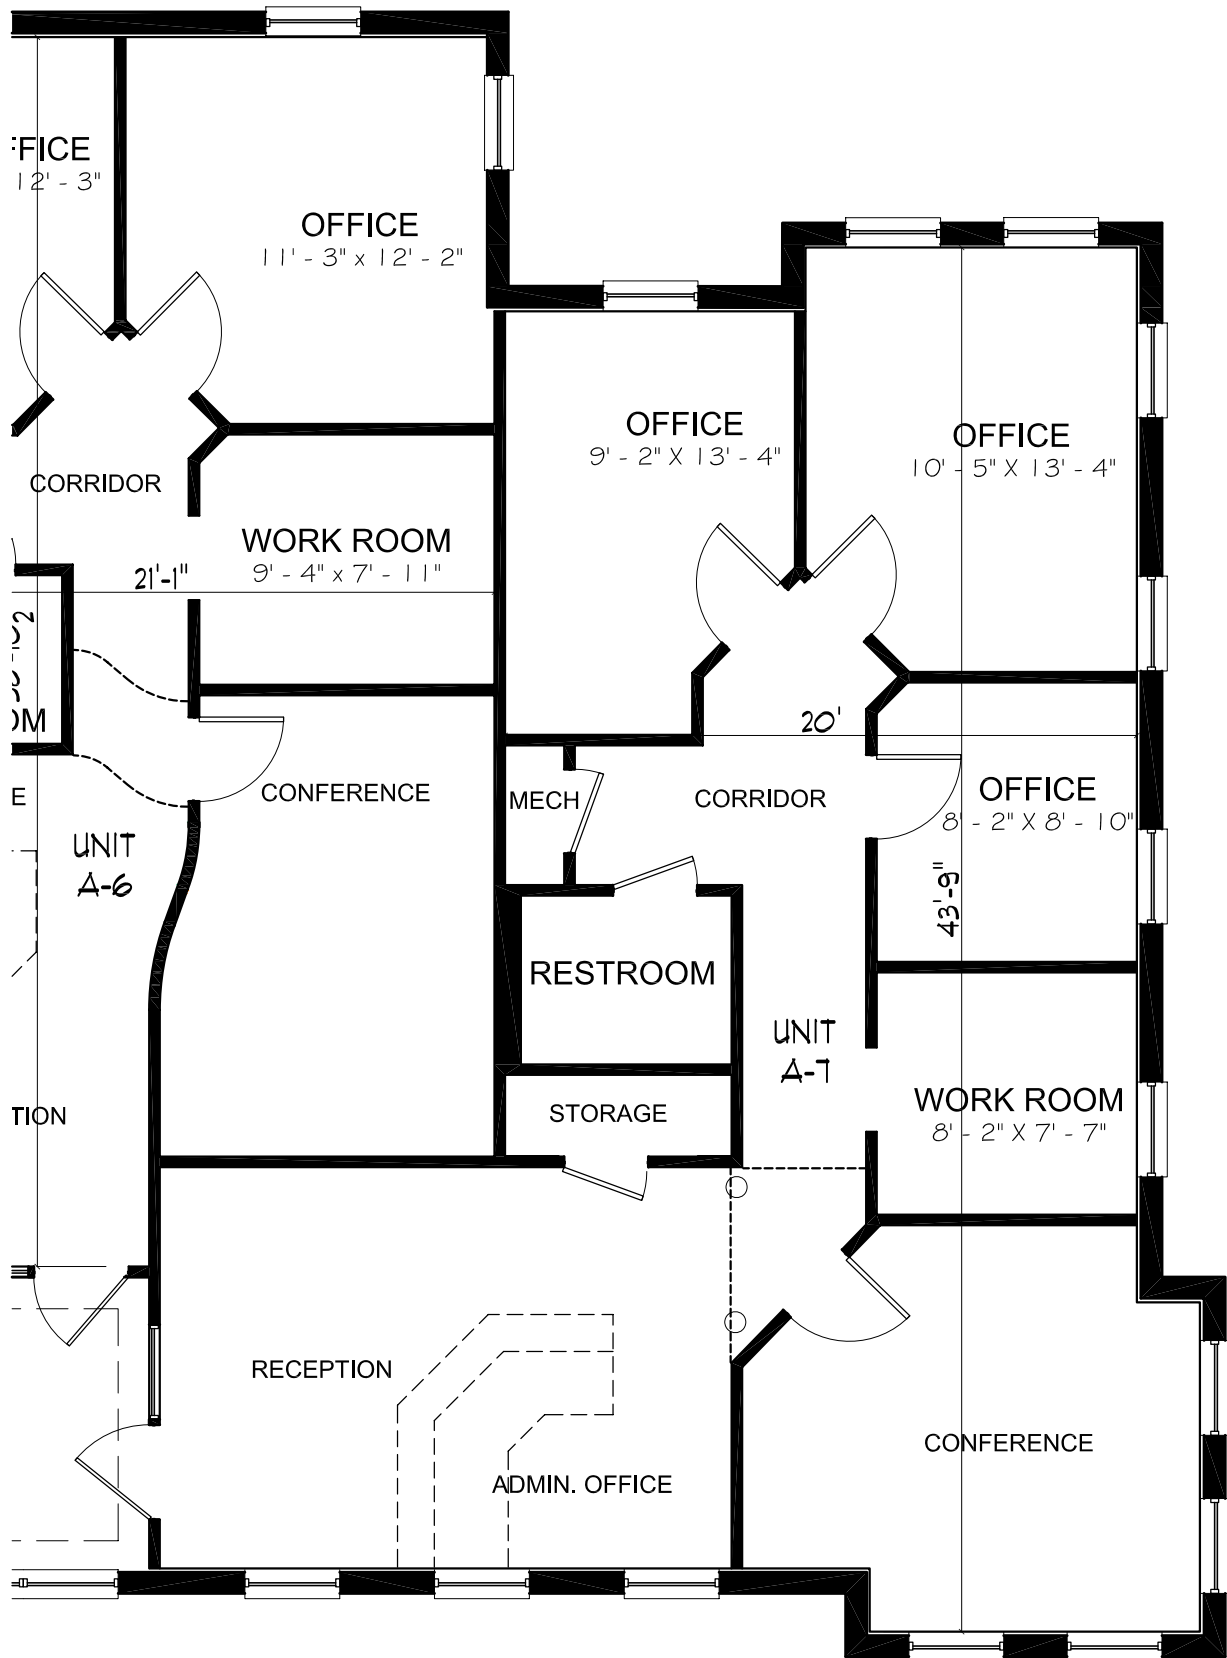 12' - 3"
OFFICE
11' - 3" x 12' - 2"
OFFICE
9' - 2" X 13' - 4"
OFFICE
10' - 5" X 13' - 4"
CORRIDOR
WORK ROOM
9' - 4" x 7' - 11"
21'-1"
20'
CONFERENCE
MECH
CORRIDOR
OFFICE
8' - 2" X 8' - 10"
UNIT
A-6
43'-9"
RESTROOM
UNIT
A-7
STORAGE
WORK ROOM
8' - 2" X 7' - 7"
RECEPTION
ADMIN. OFFICE
CONFERENCE